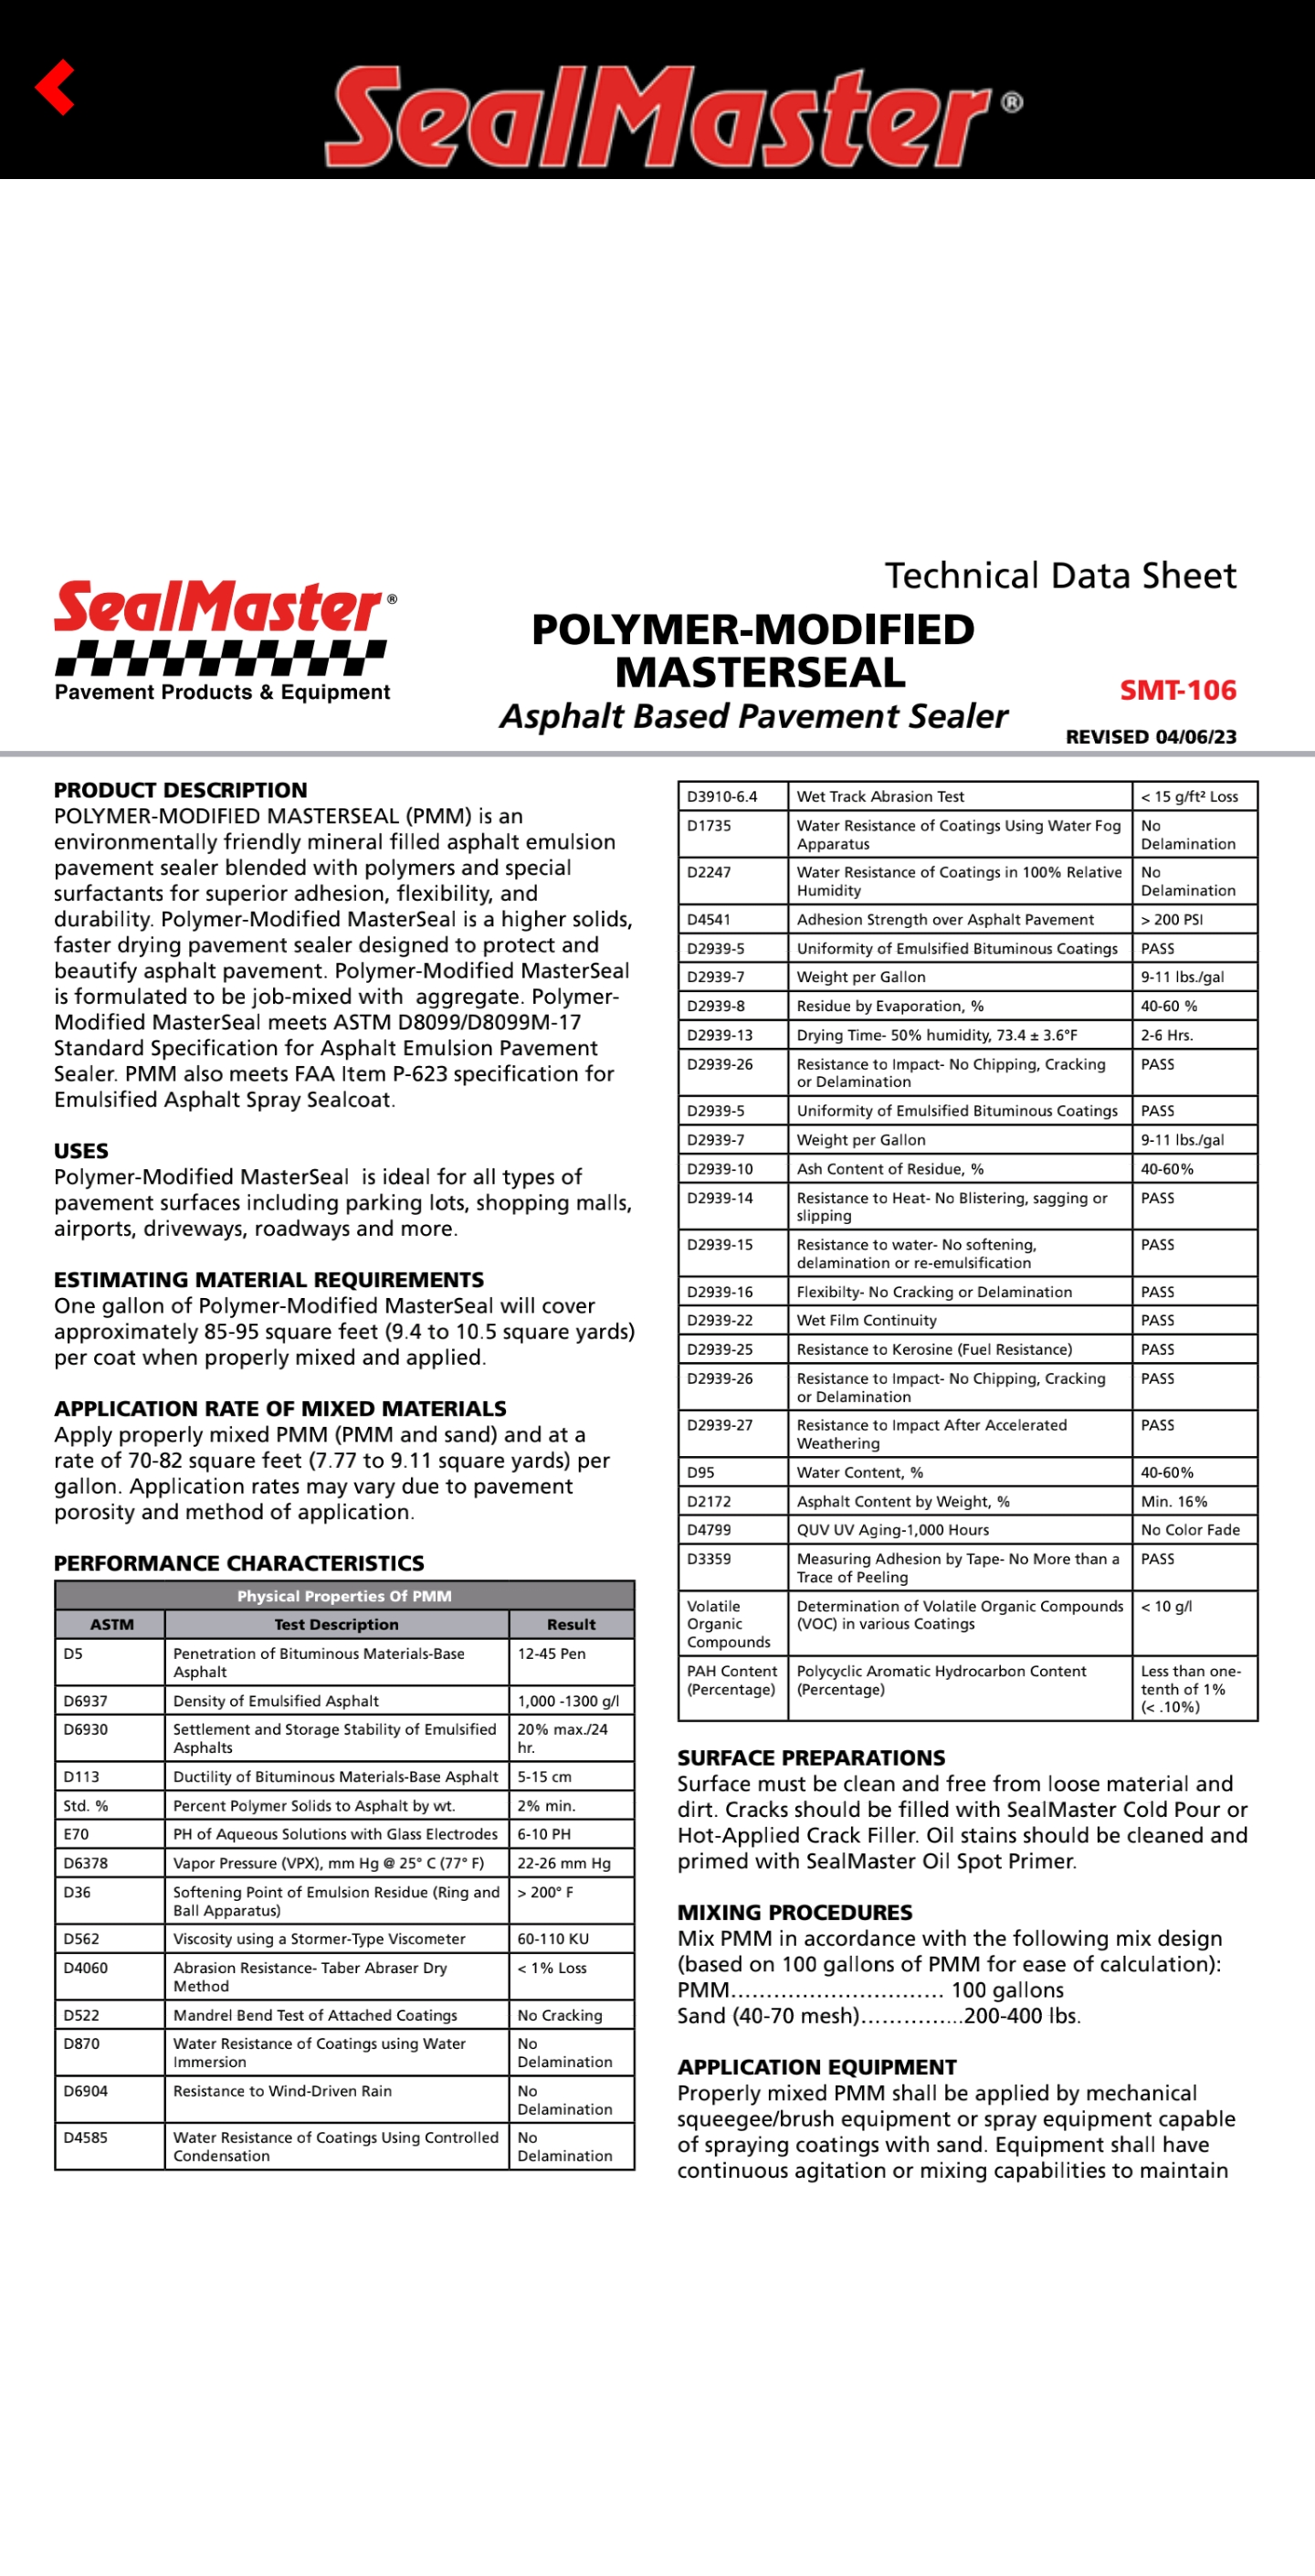 SealMaster®
SealMaster®
Pavement Products & Equipment
Technical Data Sheet
POLYMER-MODIFIED
MASTERSEAL
Asphalt Based Pavement Sealer
SMT-106
REVISED 04/06/23
PRODUCT DESCRIPTION
POLYMER-MODIFIED MASTERSEAL (PMM) is an
environmentally friendly mineral filled asphalt emulsion
pavement sealer blended with polymers and special
surfactants for superior adhesion, flexibility, and
durability. Polymer-Modified MasterSeal is a higher solids,
faster drying pavement sealer designed to protect and
beautify asphalt pavement. Polymer-Modified MasterSeal
is formulated to be job-mixed with aggregate. Polymer-
Modified MasterSeal meets ASTM D8099/D8099M-17
Standard Specification for Asphalt Emulsion Pavement
Sealer. PMM also meets FAA Item P-623 specification for
Emulsified Asphalt Spray Sealcoat.
USES
Polymer-Modified MasterSeal is ideal for all types of
pavement surfaces including parking lots, shopping malls,
airports, driveways, roadways and more.
ESTIMATING MATERIAL REQUIREMENTS
One gallon of Polymer-Modified MasterSeal will cover
approximately 85-95 square feet (9.4 to 10.5 square yards)
per coat when properly mixed and applied.
APPLICATION RATE OF MIXED MATERIALS
Apply properly mixed PMM (PMM and sand) and at a
rate of 70-82 square feet (7.77 to 9.11 square yards) per
gallon. Application rates may vary due to pavement
porosity and method of application.
PERFORMANCE CHARACTERISTICS
Physical Properties Of PMM
ASTM Test Description Result
D5 Penetration of Bituminous Materials-Base 12-45 Pen
Asphalt
D6937 Density of Emulsified Asphalt 1,000 -1300 g/l
D6930 Settlement and Storage Stability of Emulsified 20% max./24
Asphalts hr.
D113 Ductility of Bituminous Materials-Base Asphalt 5-15 cm
Std. % Percent Polymer Solids to Asphalt by wt. 2% min.
E70 PH of Aqueous Solutions with Glass Electrodes 6-10 PH
D6378 Vapor Pressure (VPX), mm Hg @ 25° C (77° F) 22-26 mm Hg
D36 Softening Point of Emulsion Residue (Ring and > 200° F
Ball Apparatus)
D562 Viscosity using a Stormer-Type Viscometer 60-110 KU
D4060 Abrasion Resistance- Taber Abraser Dry < 1% Loss
Method
D522 Mandrel Bend Test of Attached Coatings No Cracking
D870 Water Resistance of Coatings using Water No
Immersion Delamination
D6904 Resistance to Wind-Driven Rain No
Delamination
D4585 Water Resistance of Coatings Using Controlled No
Condensation Delamination
D3910-6.4 Wet Track Abrasion Test < 15 g/ft² Loss
D1735 Water Resistance of Coatings Using Water Fog No
Apparatus Delamination
D2247 Water Resistance of Coatings in 100% Relative No
Humidity Delamination
D4541 Adhesion Strength over Asphalt Pavement > 200 PSI
D2939-5 Uniformity of Emulsified Bituminous Coatings PASS
D2939-7 Weight per Gallon 9-11 lbs./gal
D2939-8 Residue by Evaporation, % 40-60 %
D2939-13 Drying Time- 50% humidity, 73.4 ± 3.6°F 2-6 Hrs.
D2939-26 Resistance to Impact- No Chipping, Cracking PASS
or Delamination
D2939-5 Uniformity of Emulsified Bituminous Coatings PASS
D2939-7 Weight per Gallon 9-11 lbs./gal
D2939-10 Ash Content of Residue, % 40-60%
D2939-14 Resistance to Heat- No Blistering, sagging or PASS
slipping
D2939-15 Resistance to water- No softening, PASS
delamination or re-emulsification
D2939-16 Flexibilty- No Cracking or Delamination PASS
D2939-22 Wet Film Continuity PASS
D2939-25 Resistance to Kerosine (Fuel Resistance) PASS
D2939-26 Resistance to Impact- No Chipping, Cracking PASS
or Delamination
D2939-27 Resistance to Impact After Accelerated PASS
Weathering
D95 Water Content, % 40-60%
D2172 Asphalt Content by Weight, % Min. 16%
D4799 QUV UV Aging-1,000 Hours No Color Fade
D3359 Measuring Adhesion by Tape- No More than a PASS
Trace of Peeling
Volatile Determination of Volatile Organic Compounds < 10 g/l
Organic (VOC) in various Coatings
Compounds
PAH Content Polycyclic Aromatic Hydrocarbon Content Less than one-
(Percentage) (Percentage) tenth of 1%
(< .10%)
SURFACE PREPARATIONS
Surface must be clean and free from loose material and
dirt. Cracks should be filled with SealMaster Cold Pour or
Hot-Applied Crack Filler. Oil stains should be cleaned and
primed with SealMaster Oil Spot Primer.
MIXING PROCEDURES
Mix PMM in accordance with the following mix design
(based on 100 gallons of PMM for ease of calculation):
PMM………………………… 100 gallons
Sand (40-70 mesh)……………200-400 lbs.
APPLICATION EQUIPMENT
Properly mixed PMM shall be applied by mechanical
squeegee/brush equipment or spray equipment capable
of spraying coatings with sand. Equipment shall have
continuous agitation or mixing capabilities to maintain